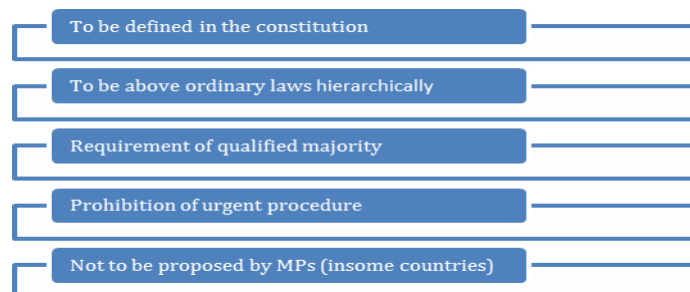 To be defined in the constitution
To be above ordinary laws hierarchically
Requirement of qualified majority
Prohibition of urgent procedure
Not to be proposed by MPs (insome countries)